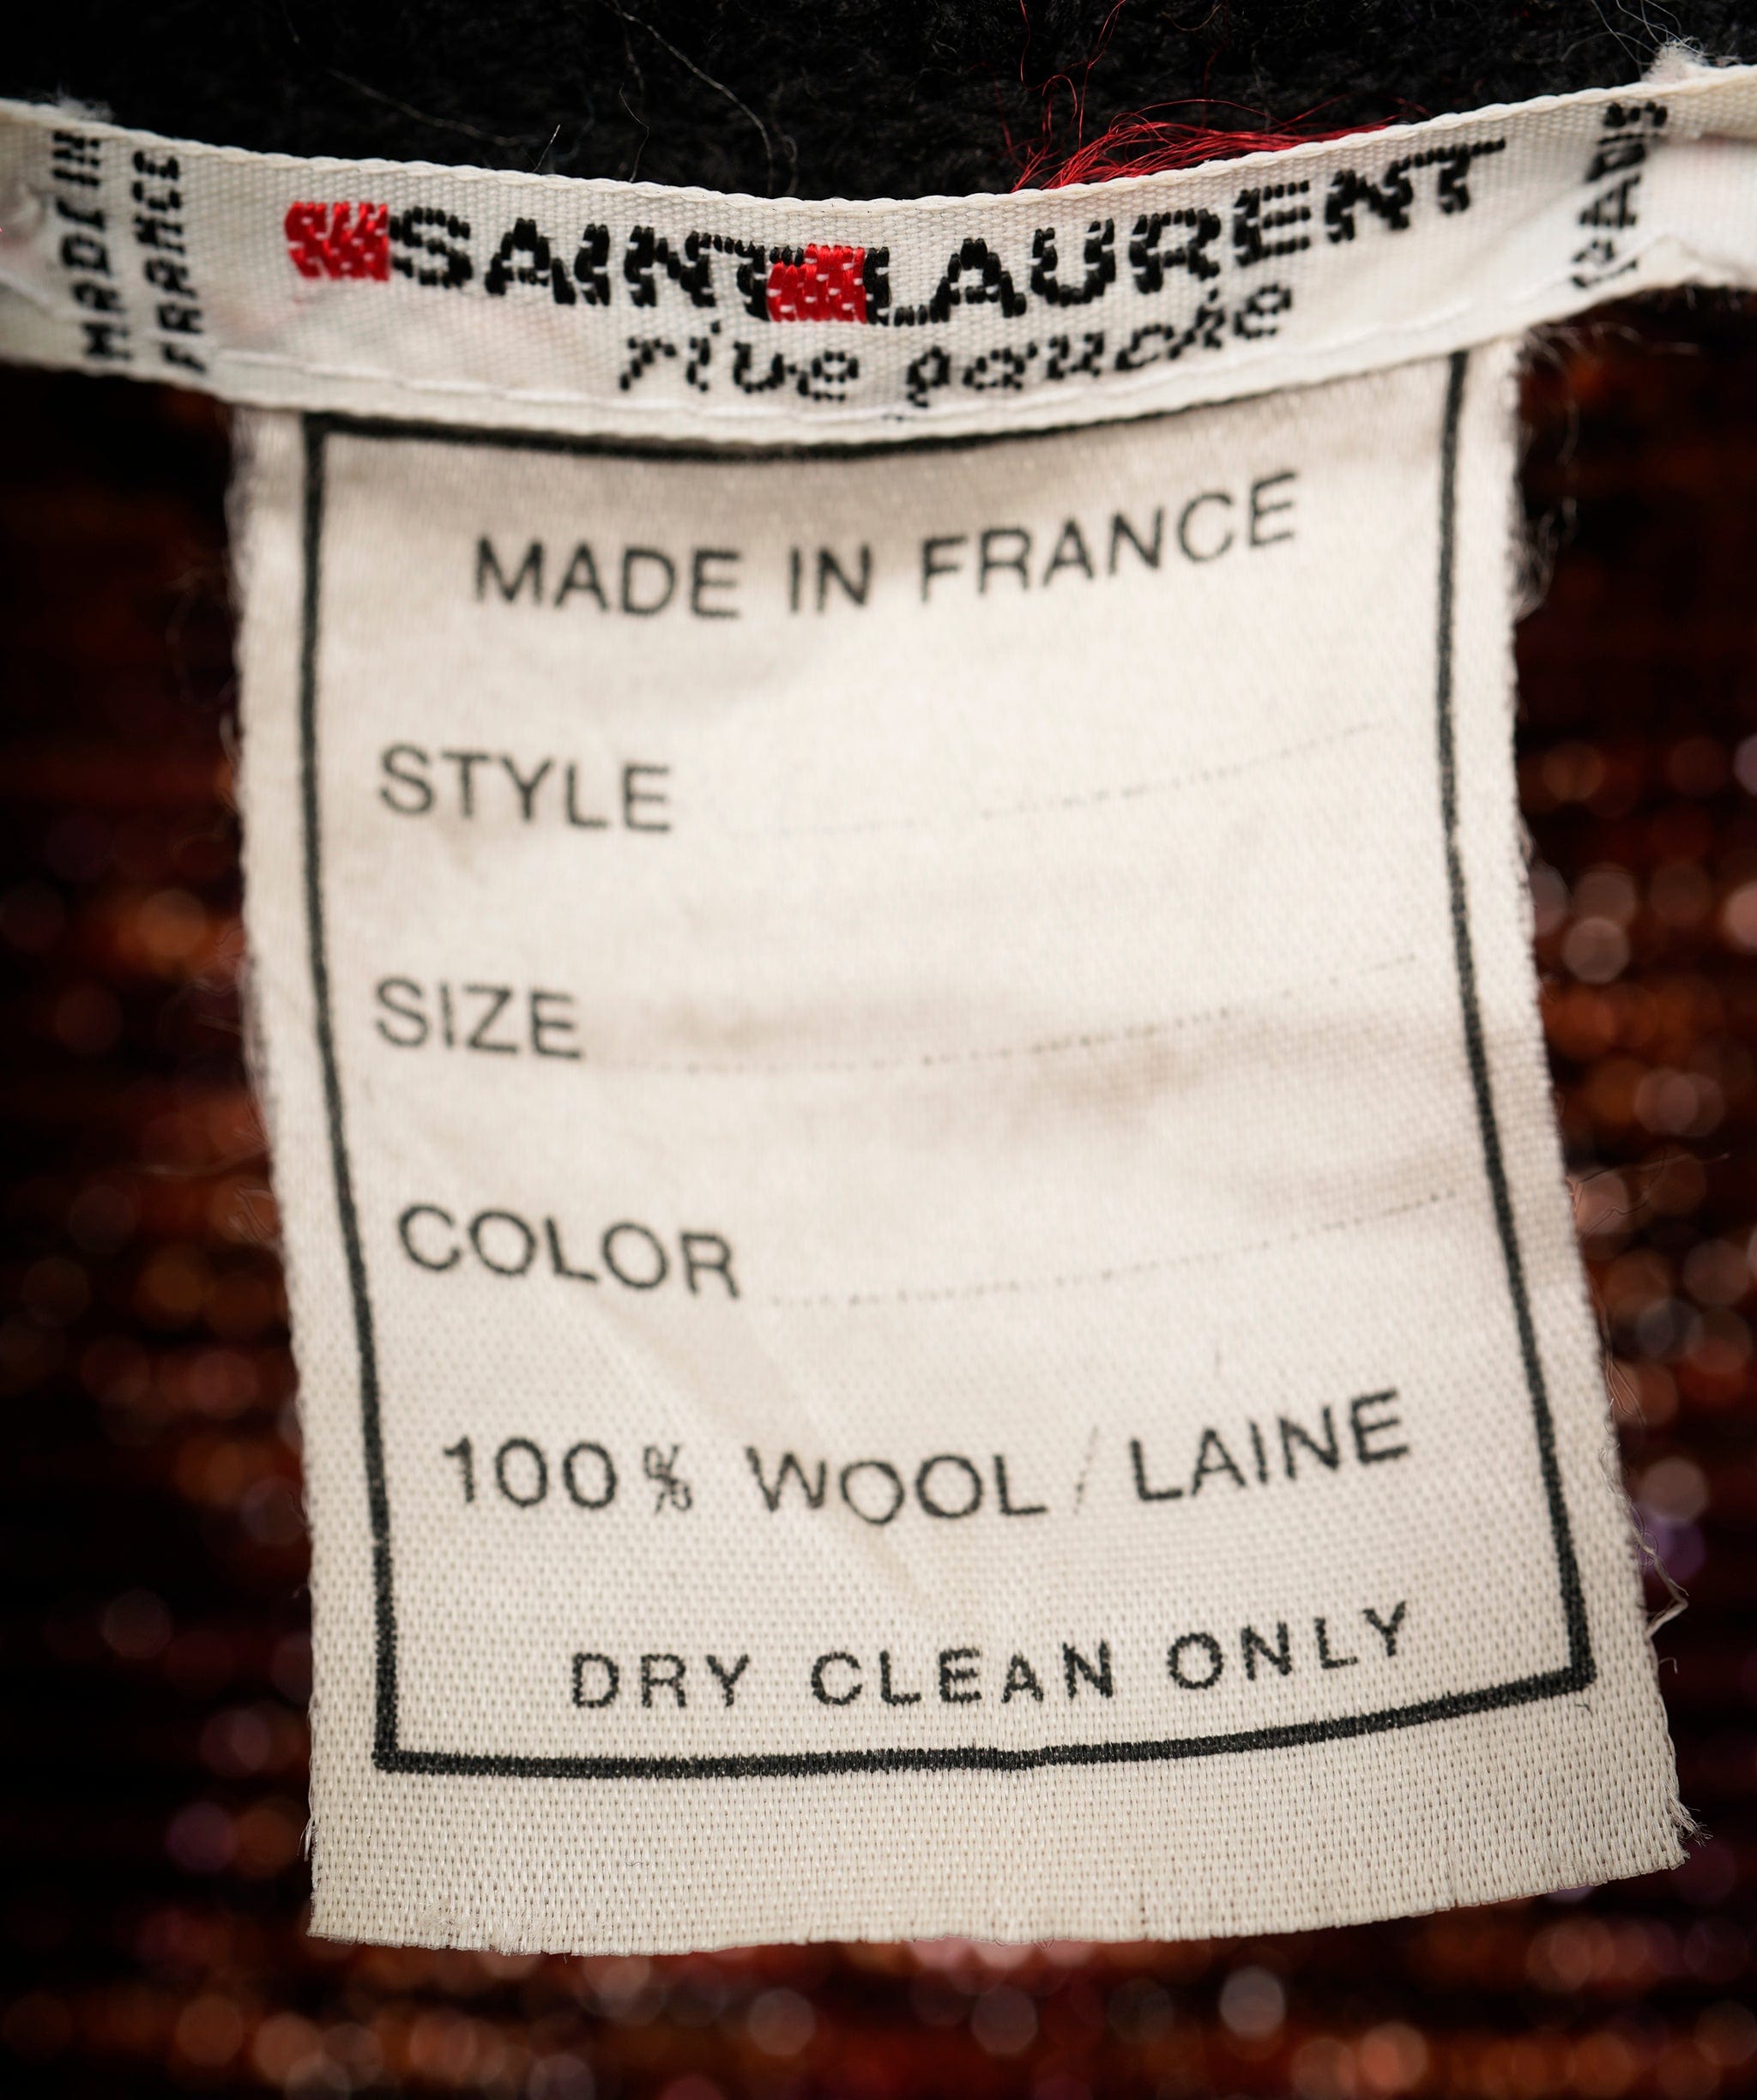 MADE IN
FRANCE
SAINT LAURENT
rive gauche
PARIS
MADE IN FRANCE
STYLE
SIZE
COLOR
100% WOOL / LAINE
DRY CLEAN ONLY